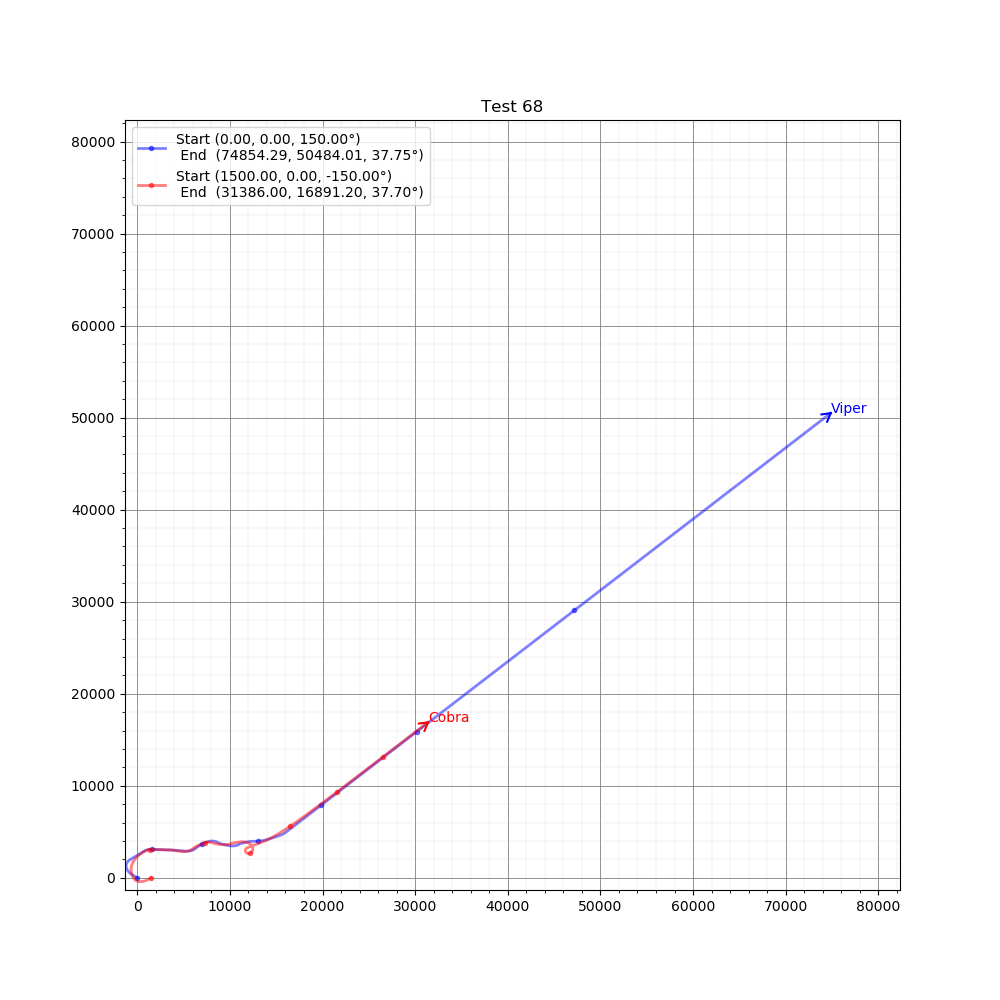 Test 68
Start (0.00, 0.00, 150.00°)
End (74854.29, 50484.01, 37.75°)
Start (1500.00, 0.00, -150.00°)
End (31386.00, 16891.20, 37.70°)
80000
70000
60000
50000
40000
30000
20000
10000
0
Viper
Cobra
0 10000 20000 30000 40000 50000 60000 70000 80000